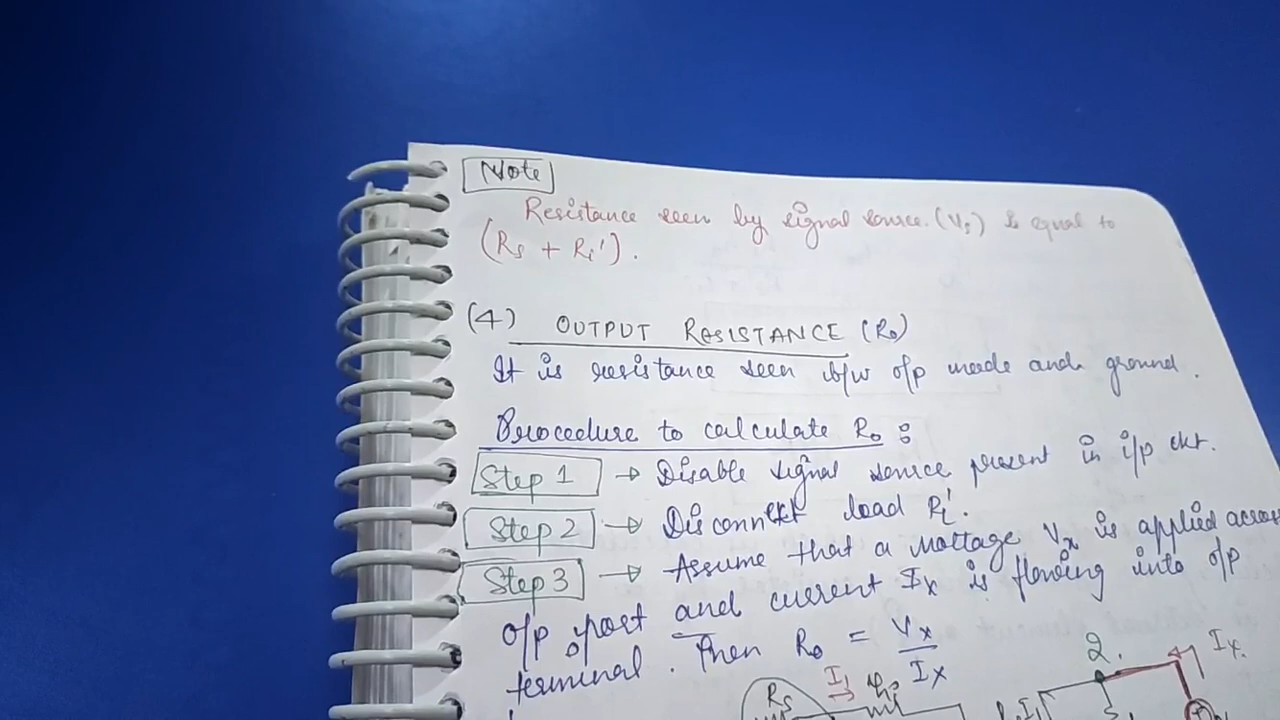 Note
Resistance seen by signal source (Vs) is equal to
(Rs + Ri').
(4) OUTPUT RESISTANCE (Ro)
It is resistance seen b/w o/p node and ground.
Procedure to calculate Ro :
Step 1 → Disable signal source present in i/p ckt.
Step 2 → Disconnect load RL'.
Step 3 → Assume that a voltage Vx is applied across
o/p port and current Ix is flowing into o/p
terminal. Then Ro = Vx/Ix
Rs I1 2. Ix.